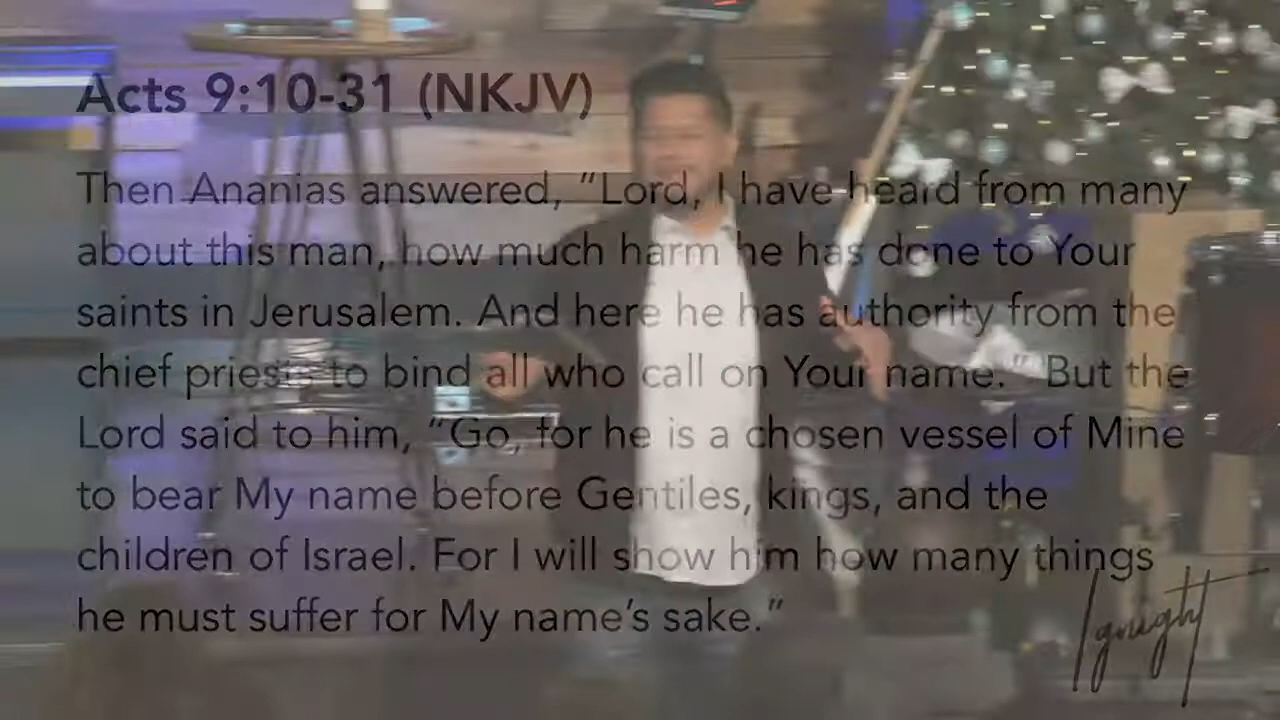 Acts 9:10-31 (NKJV)
Then Ananias answered, “Lord, I have heard from many
about this man, how much harm he has done to Your
saints in Jerusalem. And here he has authority from the
chief priests to bind all who call on Your name.” But the
Lord said to him, “Go, for he is a chosen vessel of Mine
to bear My name before Gentiles, kings, and the
children of Israel. For I will show him how many things
he must suffer for My name’s sake.”
Ignight